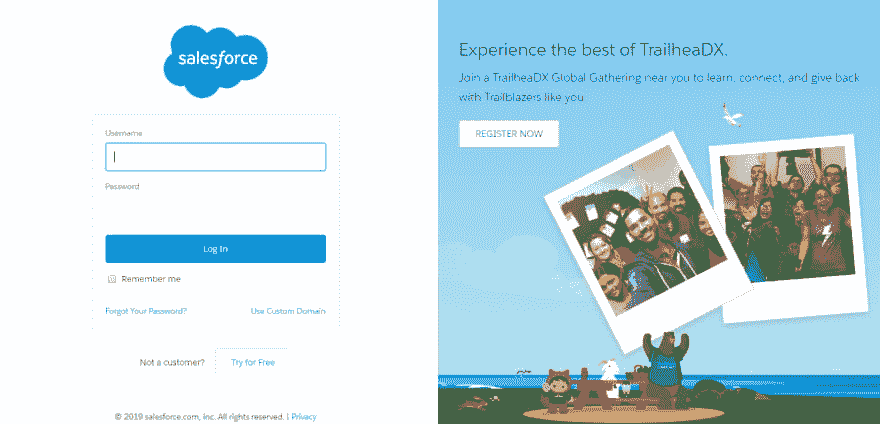 salesforce
Username
Password
Log In
Remember me
Forgot Your Password?
Use Custom Domain
Not a customer?
Try for Free
© 2019 salesforce.com, inc. All rights reserved. | Privacy
Experience the best of TrailheaDX.
Join a TrailheaDX Global Gathering near you to learn, connect, and give back
with Trailblazers like you
REGISTER NOW